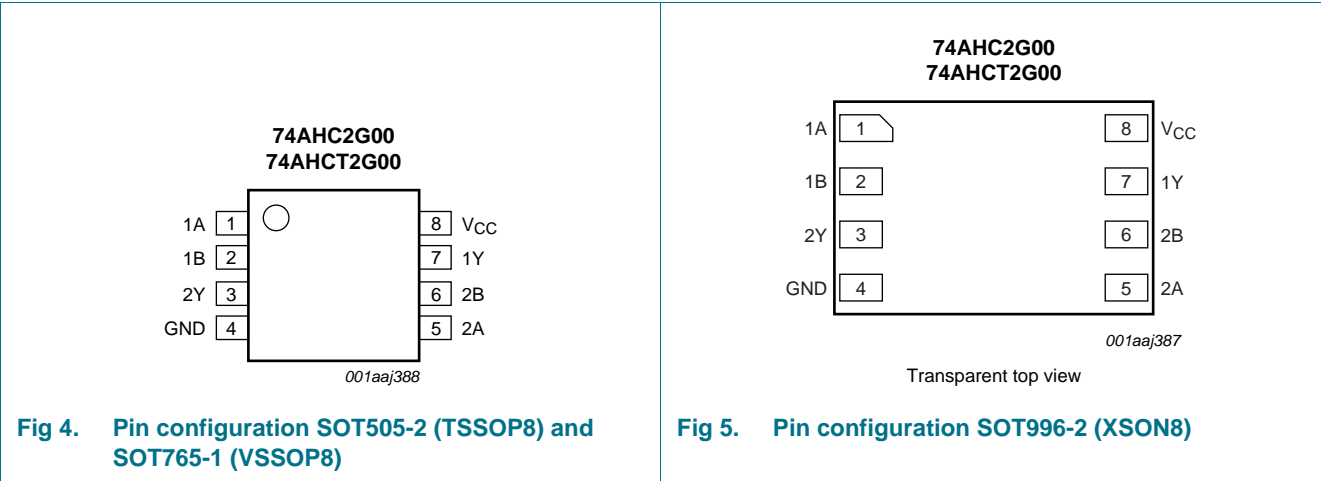 74AHC2G00
74AHCT2G00
1A 1 8 VCC
1B 2 7 1Y
2Y 3 6 2B
GND 4 5 2A
001aaj388
Fig 4. Pin configuration SOT505-2 (TSSOP8) and
SOT765-1 (VSSOP8)
74AHC2G00
74AHCT2G00
1A 1 8 VCC
1B 2 7 1Y
2Y 3 6 2B
GND 4 5 2A
001aaj387
Transparent top view
Fig 5. Pin configuration SOT996-2 (XSON8)